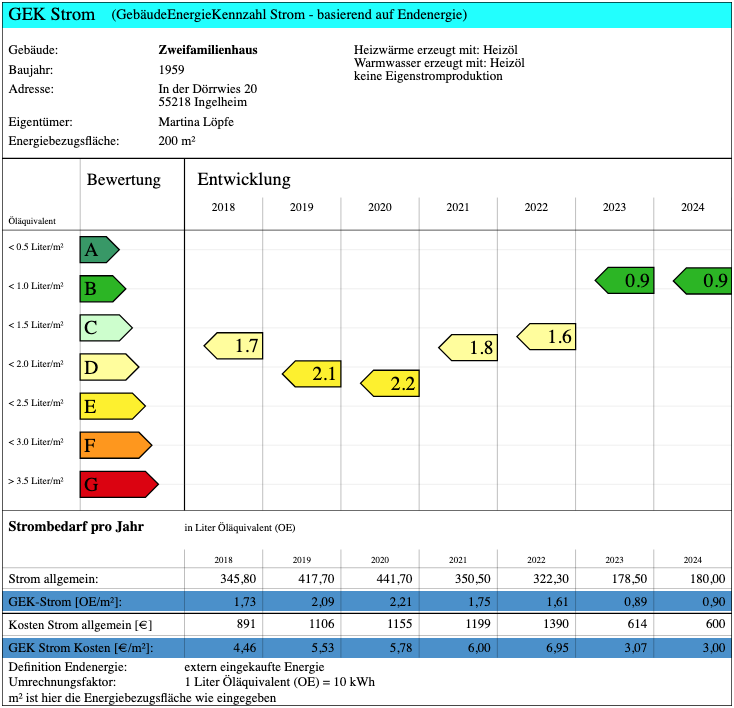 GEK Strom (GebäudeEnergieKennzahl Strom - basierend auf Endenergie)
Gebäude: Zweifamilienhaus Heizwärme erzeugt mit: Heizöl
Warmwasser erzeugt mit: Heizöl
Baujahr: 1959 keine Eigenstromproduktion
Adresse: In der Dörrwies 20
55218 Ingelheim
Eigentümer: Martina Löpfe
Energiebezugsfläche: 200 m²
Bewertung Entwicklung
2018 2019 2020 2021 2022 2023 2024
Öläquivalent
< 0.5 Liter/m² A
< 1.0 Liter/m² B 0.9 0.9
< 1.5 Liter/m² C 1.6
1.7 1.8
< 2.0 Liter/m² D 2.1
2.2
< 2.5 Liter/m² E
< 3.0 Liter/m² F
> 3.5 Liter/m² G
Strombedarf pro Jahr in Liter Öläquivalent (OE)
2018 2019 2020 2021 2022 2023 2024
Strom allgemein: 345,80 417,70 441,70 350,50 322,30 178,50 180,00
GEK-Strom [OE/m²]: 1,73 2,09 2,21 1,75 1,61 0,89 0,90
Kosten Strom allgemein [€] 891 1106 1155 1199 1390 614 600
GEK Strom Kosten [€/m²]: 4,46 5,53 5,78 6,00 6,95 3,07 3,00
Definition Endenergie: extern eingekaufte Energie
Umrechnungsfaktor: 1 Liter Öläquivalent (OE) = 10 kWh
m² ist hier die Energiebezugsfläche wie eingegeben